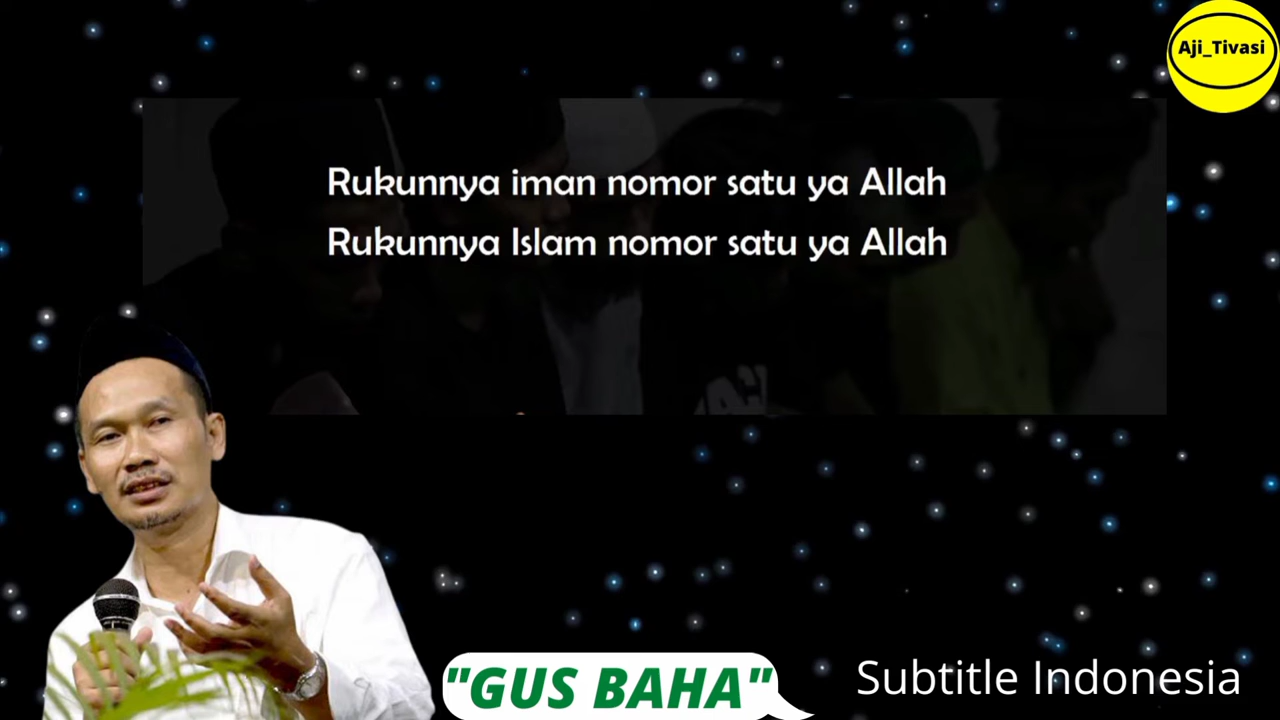 Aji_Tivasi
Rukunnya iman nomor satu ya Allah
Rukunnya Islam nomor satu ya Allah
"GUS BAHA"
Subtitle Indonesia